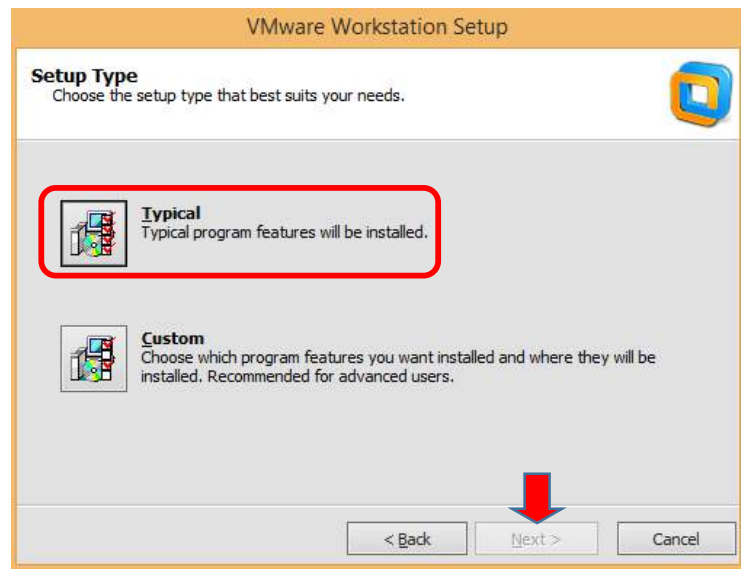 VMware Workstation Setup
Setup Type
Choose the setup type that best suits your needs.
Typical
Typical program features will be installed.
Custom
Choose which program features you want installed and where they will be
installed. Recommended for advanced users.
< Back Next > Cancel